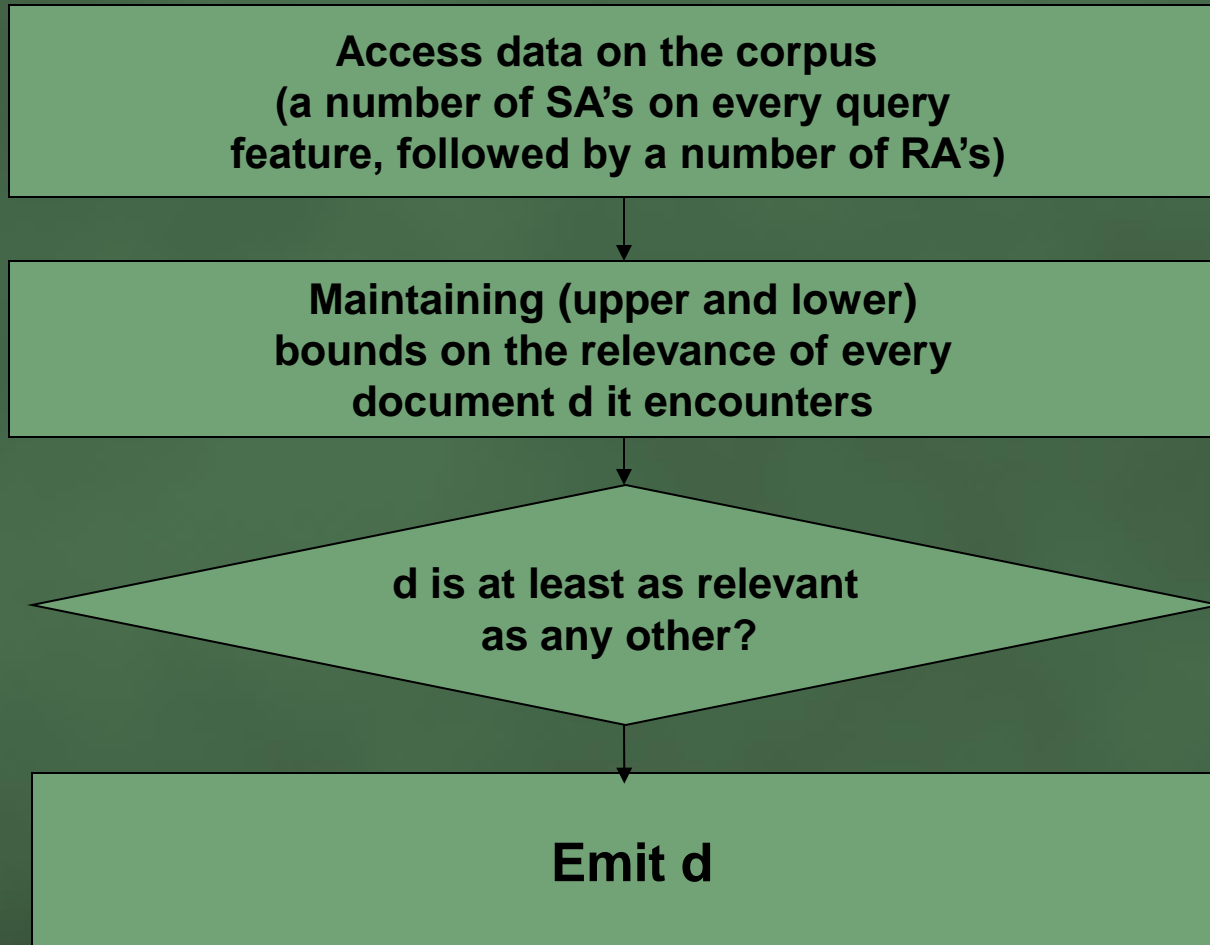 Access data on the corpus
(a number of SA’s on every query
feature, followed by a number of RA’s)
Maintaining (upper and lower)
bounds on the relevance of every
document d it encounters
d is at least as relevant
as any other?
Emit d